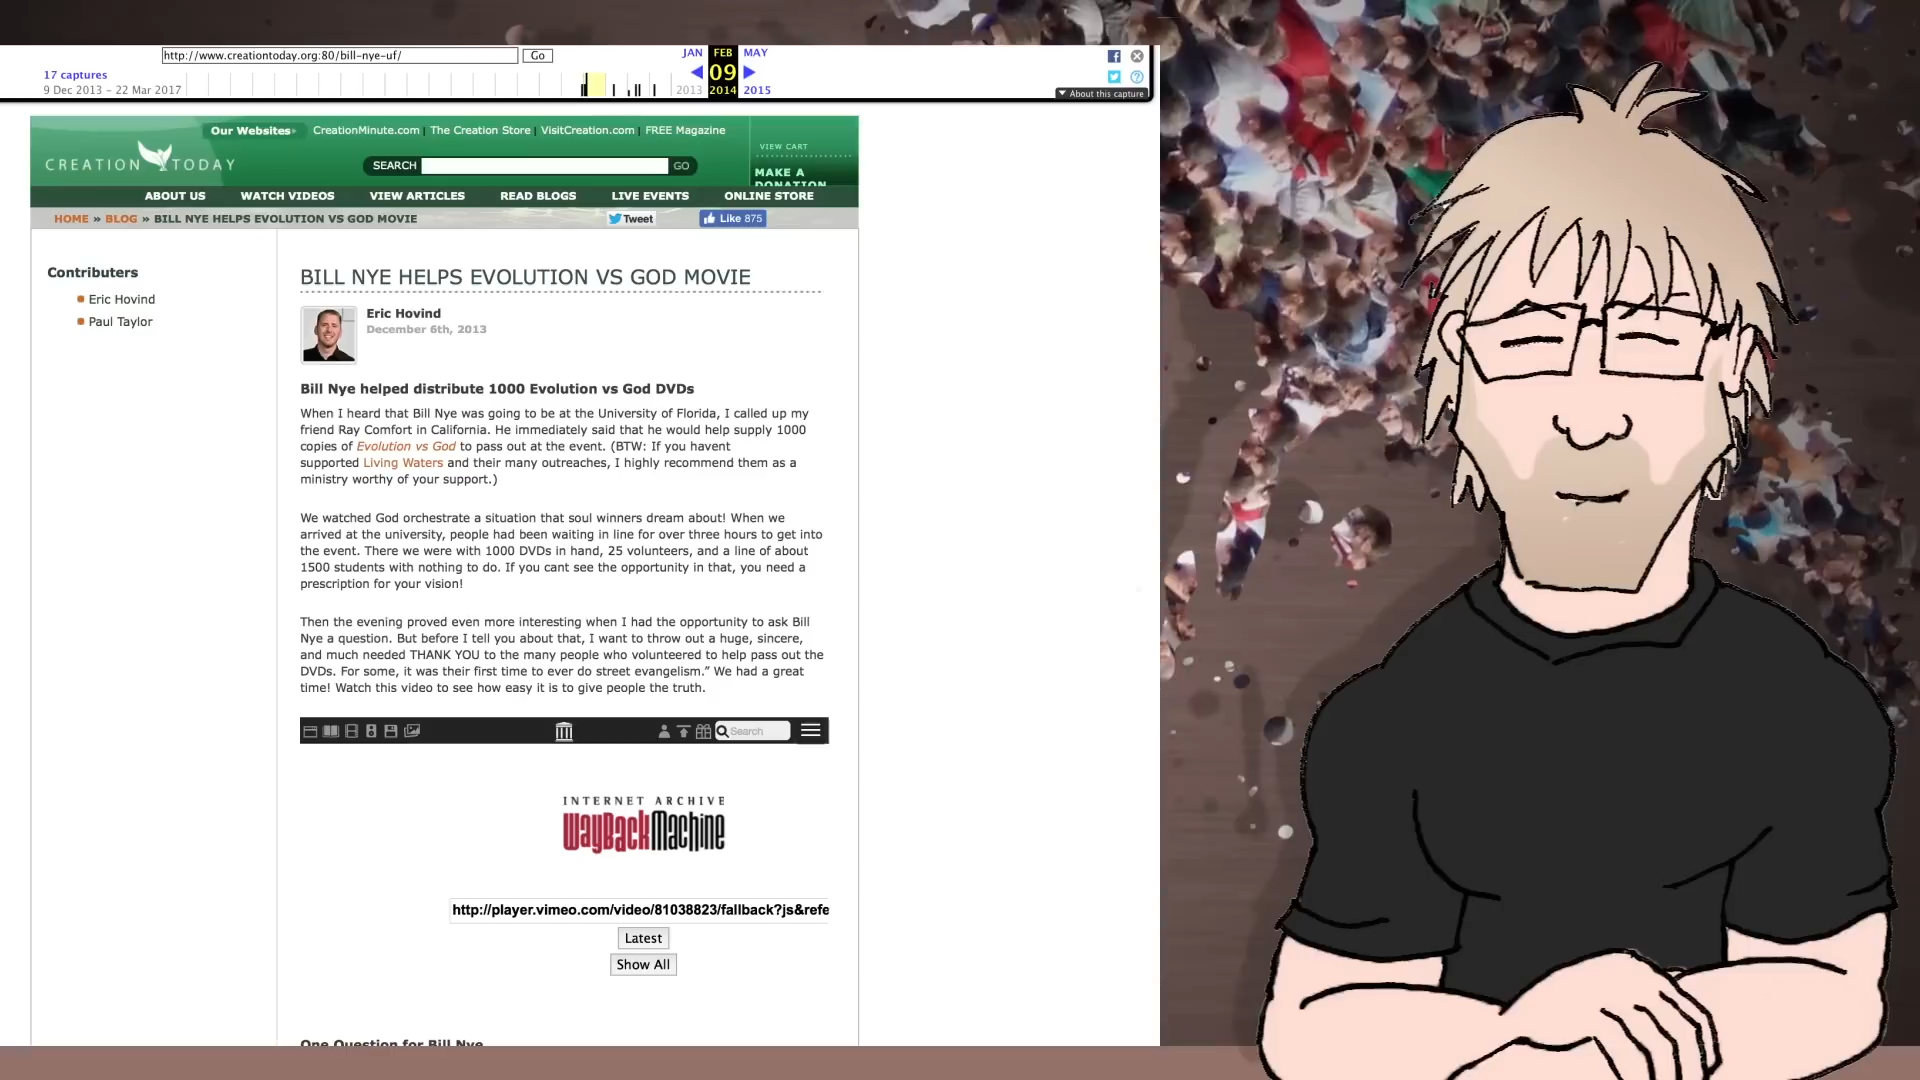 http://www.creationtoday.org:80/bill-nye-uf/ Go
JAN FEB MAY
17 captures
09
9 Dec 2013 - 22 Mar 2017
2013 2014 2015
About this capture
Our Websites CreationMinute.com | The Creation Store | VisitCreation.com | FREE Magazine
VIEW CART
CREATION TODAY
SEARCH GO
MAKE A
DONATION
ABOUT US WATCH VIDEOS VIEW ARTICLES READ BLOGS LIVE EVENTS ONLINE STORE
HOME » BLOG » BILL NYE HELPS EVOLUTION VS GOD MOVIE Tweet Like 875
Contributers
Eric Hovind
Paul Taylor
BILL NYE HELPS EVOLUTION VS GOD MOVIE
Eric Hovind
December 6th, 2013
Bill Nye helped distribute 1000 Evolution vs God DVDs
When I heard that Bill Nye was going to be at the University of Florida, I called up my
friend Ray Comfort in California. He immediately said that he would help supply 1000
copies of Evolution vs God to pass out at the event. (BTW: If you havent
supported Living Waters and their many outreaches, I highly recommend them as a
ministry worthy of your support.)
We watched God orchestrate a situation that soul winners dream about! When we
arrived at the university, people had been waiting in line for over three hours to get into
the event. There we were with 1000 DVDs in hand, 25 volunteers, and a line of about
1500 students with nothing to do. If you cant see the opportunity in that, you need a
prescription for your vision!
Then the evening proved even more interesting when I had the opportunity to ask Bill
Nye a question. But before I tell you about that, I want to throw out a huge, sincere,
and much needed THANK YOU to the many people who volunteered to help pass out the
DVDs. For some, it was their first time to ever do street evangelism.” We had a great
time! Watch this video to see how easy it is to give people the truth.
Search
INTERNET ARCHIVE
WayBackMachine
http://player.vimeo.com/video/81038823/fallback?js&refe
Latest
Show All
One Question for Bill Nye